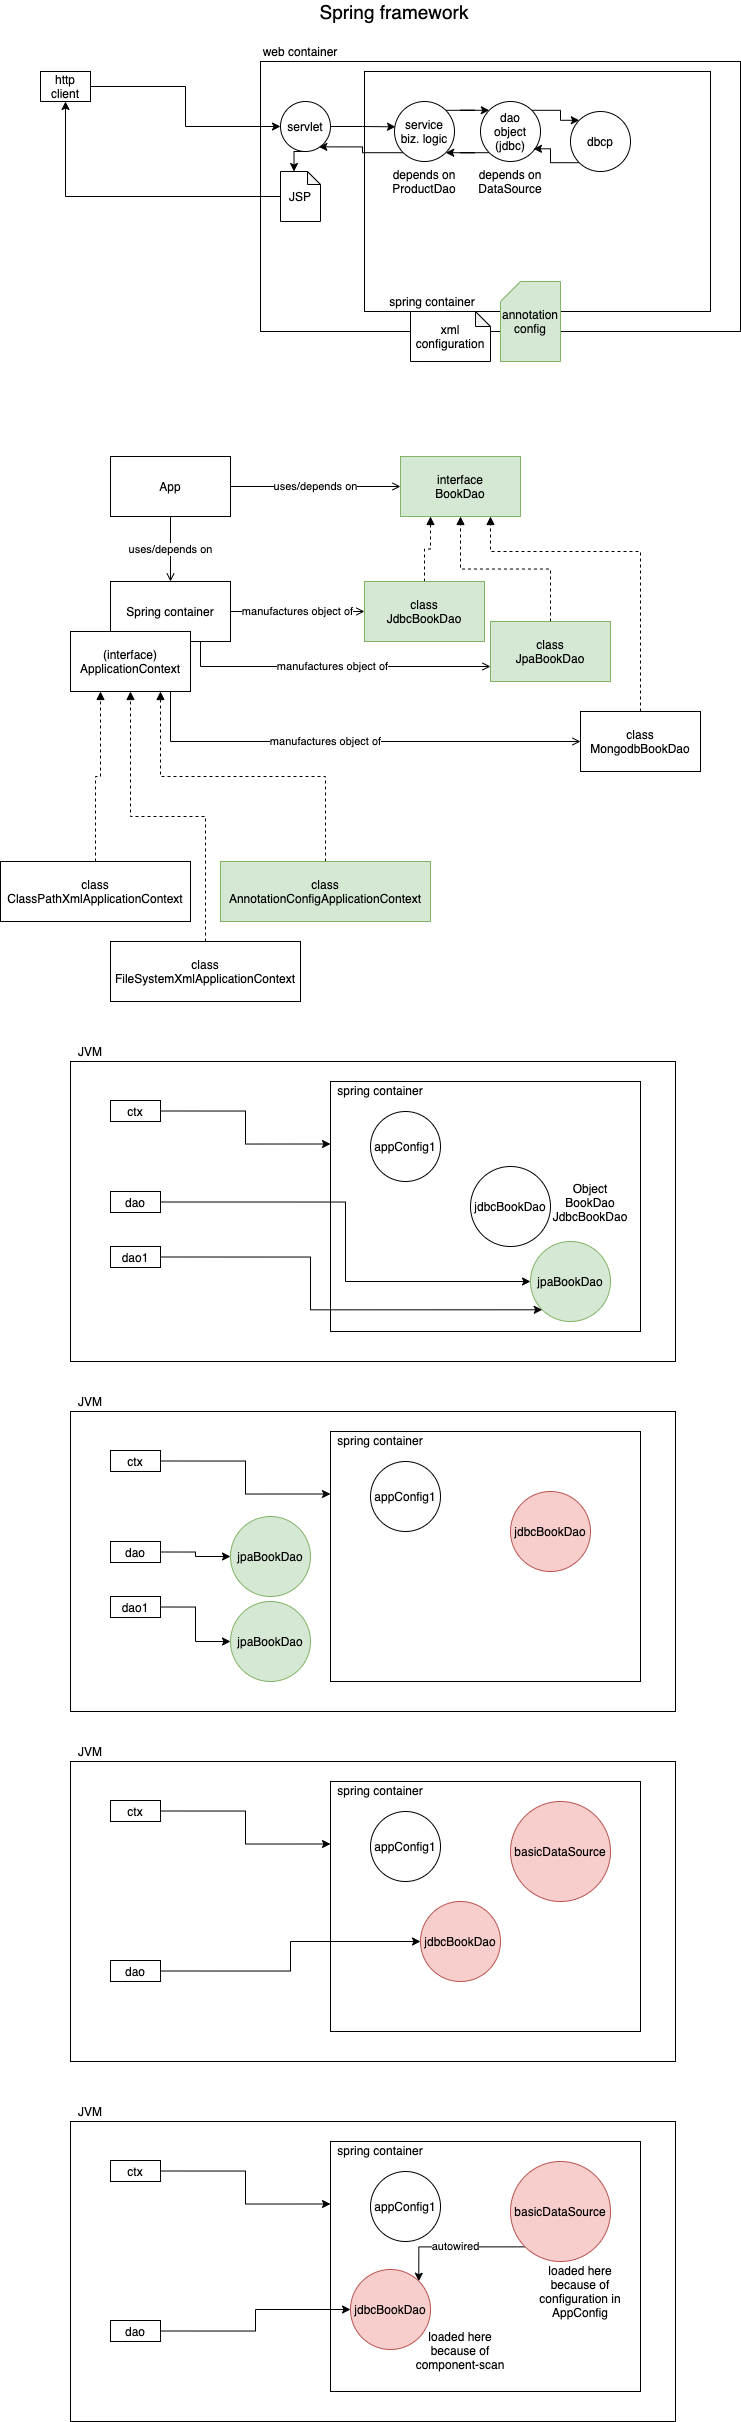 Spring framework
web container
http
client
servlet
service
biz. logic
dao
object
(jdbc)
dbcp
depends on
ProductDao
depends on
DataSource
JSP
spring container
xml
configuration
annotation
config
App
uses/depends on
interface
BookDao
uses/depends on
Spring container
manufactures object of
class
JdbcBookDao
(interface)
ApplicationContext
manufactures object of
class
JpaBookDao
manufactures object of
class
MongodbBookDao
class
ClassPathXmlApplicationContext
class
AnnotationConfigApplicationContext
class
FileSystemXmlApplicationContext
JVM
spring container
ctx
appConfig1
dao
jdbcBookDao
Object
BookDao
JdbcBookDao
dao1
jpaBookDao
JVM
spring container
ctx
appConfig1
jdbcBookDao
dao
jpaBookDao
dao1
jpaBookDao
JVM
spring container
ctx
appConfig1
basicDataSource
jdbcBookDao
dao
JVM
spring container
ctx
appConfig1
basicDataSource
autowired
loaded here
because of
configuration in
AppConfig
jdbcBookDao
dao
loaded here
because of
component-scan